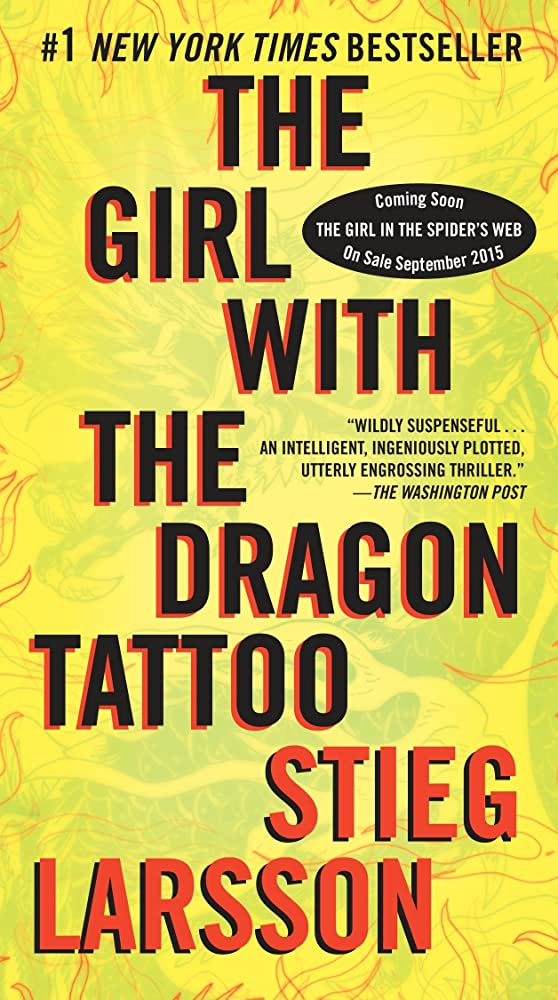 #1 NEW YORK TIMES BESTSELLER
THE
GIRL
Coming Soon
THE GIRL IN THE SPIDER'S WEB
On Sale September 2015
WITH
THE
“WILDLY SUSPENSEFUL . . .
AN INTELLIGENT, INGENIOUSLY PLOTTED,
UTTERLY ENGROSSING THRILLER.”
—THE WASHINGTON POST
DRAGON
TATTOO
STIEG
LARSSON